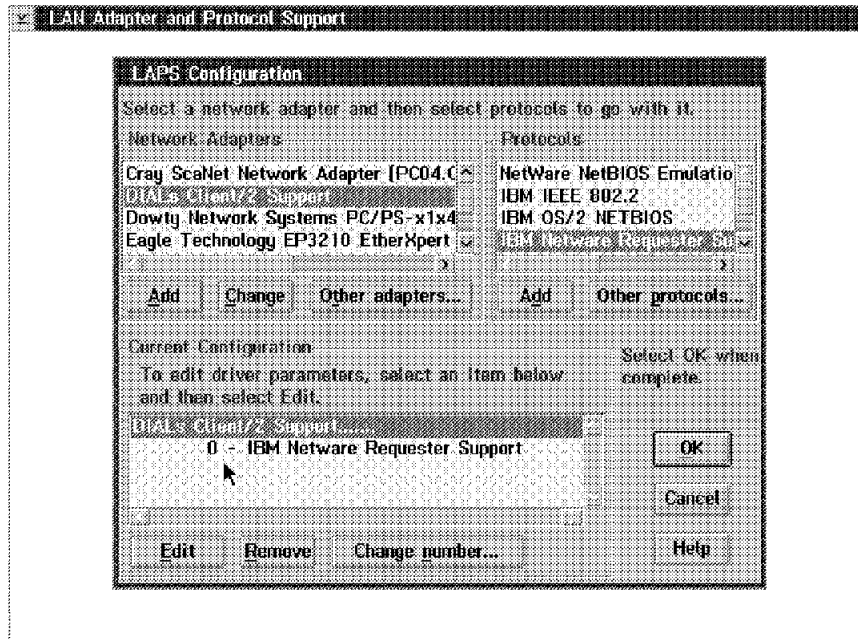 LAN Adapter and Protocol Support
LAPS Configuration
Select a network adapter and then select protocols to go with it.
Network Adapters
Cray ScaNet Network Adapter [PC04.C
DIALs Client/2 Support
Dowty Network Systems PC/PS-x1x4
Eagle Technology EP3210 EtherXpert
Add
Change
Other adapters...
Protocols
NetWare NetBIOS Emulatio
IBM IEEE 802.2
IBM OS/2 NETBIOS
IBM Netware Requester Su
Add
Other protocols...
Current Configuration
To edit driver parameters, select an item below
and then select Edit.
DIALs Client/2 Support......
0 - IBM Netware Requester Support
Edit
Remove
Change number...
Select OK when
complete.
OK
Cancel
Help